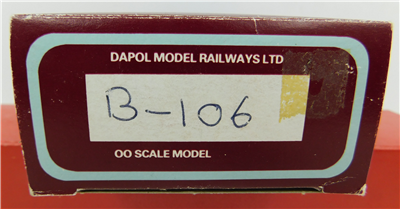 DAPOL MODEL RAILWAYS LTD
B-106
OO SCALE MODEL